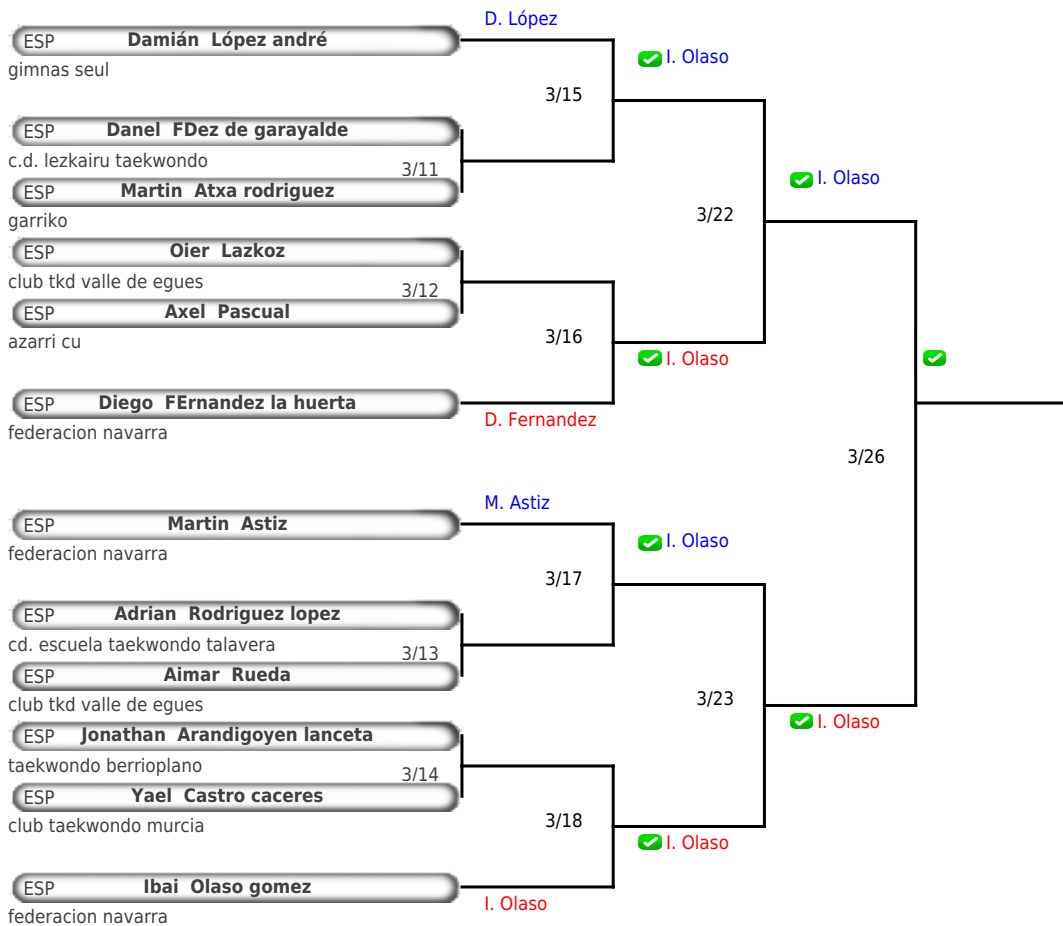 D. López
ESP Damián López andré
gimnas seul
I. Olaso
3/15
ESP Danel FDez de garayalde
c.d. lezkairu taekwondo
3/11
ESP Martin Atxa rodriguez
garriko
I. Olaso
3/22
ESP Oier Lazkoz
club tkd valle de egues
3/12
ESP Axel Pascual
azarri cu
3/16
I. Olaso
ESP Diego FErnandez la huerta
federacion navarra
D. Fernandez
3/26
M. Astiz
ESP Martin Astiz
federacion navarra
I. Olaso
3/17
ESP Adrian Rodriguez lopez
cd. escuela taekwondo talavera
3/13
ESP Aimar Rueda
club tkd valle de egues
3/23
I. Olaso
ESP Jonathan Arandigoyen lanceta
taekwondo berrioplano
3/14
ESP Yael Castro caceres
club taekwondo murcia
3/18
I. Olaso
ESP Ibai Olaso gomez
I. Olaso
federacion navarra